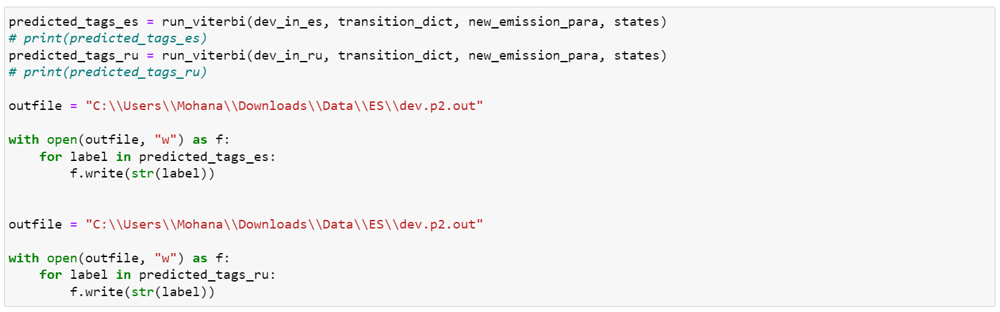 predicted_tags_es = run_viterbi(dev_in_es, transition_dict, new_emission_para, states)
# print(predicted_tags_es)
predicted_tags_ru = run_viterbi(dev_in_ru, transition_dict, new_emission_para, states)
# print(predicted_tags_ru)

outfile = "C:\\Users\\Mohana\\Downloads\\Data\\ES\\dev.p2.out"

with open(outfile, "w") as f:
    for label in predicted_tags_es:
        f.write(str(label))


outfile = "C:\\Users\\Mohana\\Downloads\\Data\\ES\\dev.p2.out"

with open(outfile, "w") as f:
    for label in predicted_tags_ru:
        f.write(str(label))